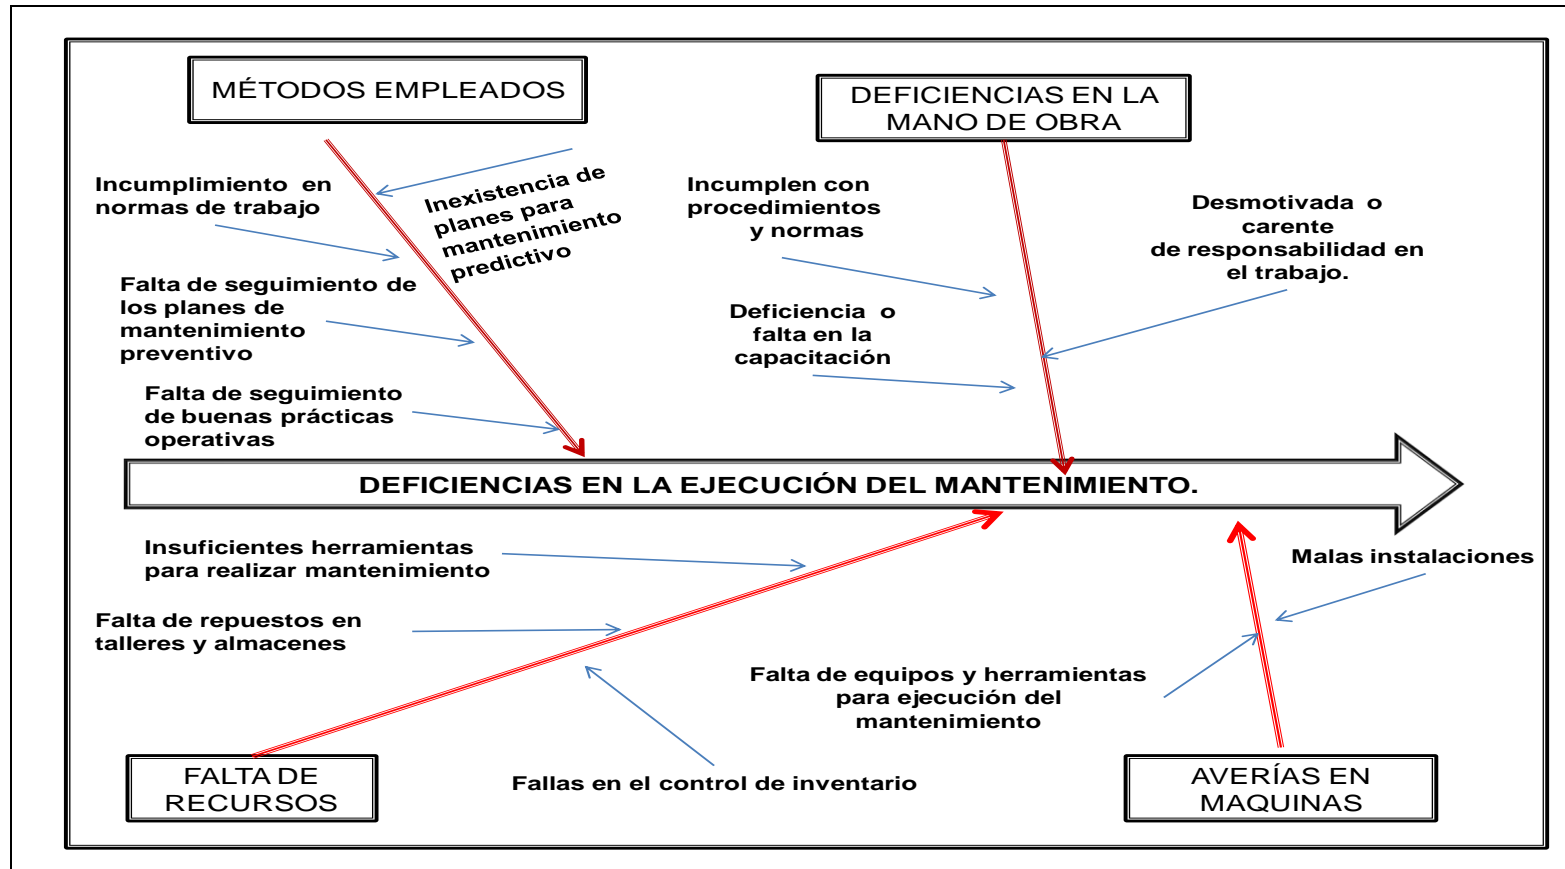 MÉTODOS EMPLEADOS
DEFICIENCIAS EN LA
MANO DE OBRA
Incumplimiento en
normas de trabajo
Inexistencia de
planes para
mantenimiento
predictivo
Falta de seguimiento de
los planes de
mantenimiento
preventivo
Falta de seguimiento
de buenas prácticas
operativas
Incumplen con
procedimientos
y normas
Deficiencia o
falta en la
capacitación
Desmotivada o
carente
de responsabilidad en
el trabajo.
DEFICIENCIAS EN LA EJECUCIÓN DEL MANTENIMIENTO.
Insuficientes herramientas
para realizar mantenimiento
Falta de repuestos en
talleres y almacenes
Fallas en el control de inventario
Malas instalaciones
Falta de equipos y herramientas
para ejecución del
mantenimiento
FALTA DE
RECURSOS
AVERÍAS EN
MAQUINAS